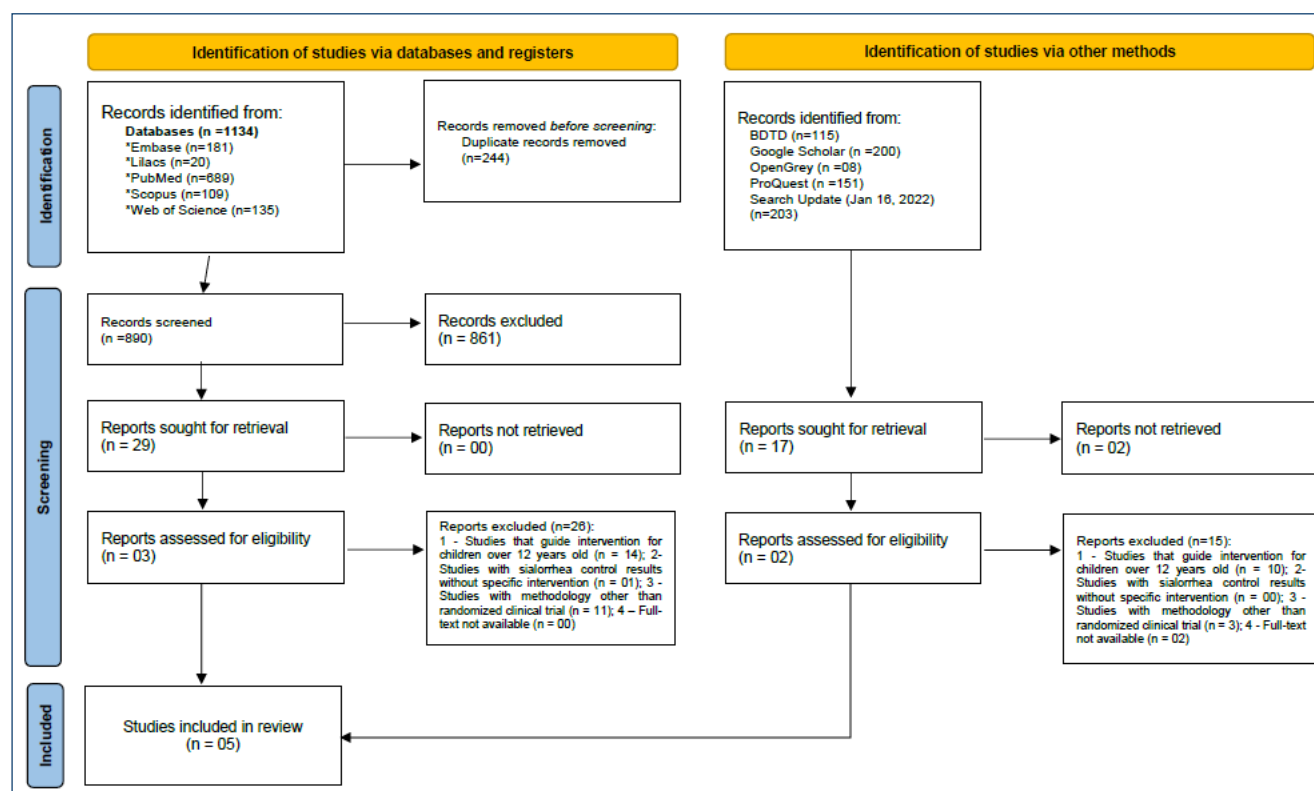 Identification of studies via databases and registers
Identification of studies via other methods
Identification
Records identified from:
Databases (n =1134)
*Embase (n=181)
*Lilacs (n=20)
*PubMed (n=689)
*Scopus (n=109)
*Web of Science (n=135)
Records removed before screening:
Duplicate records removed
(n=244)
Records identified from:
BDTD (n=115)
Google Scholar (n =200)
OpenGrey (n =08)
ProQuest (n =151)
Search Update (Jan 16, 2022)
(n=203)
Screening
Records screened
(n =890)
Records excluded
(n = 861)
Reports sought for retrieval
(n = 29)
Reports not retrieved
(n = 00)
Reports sought for retrieval
(n = 17)
Reports not retrieved
(n = 02)
Reports assessed for eligibility
(n = 03)
Reports excluded (n=26):
1 - Studies that guide intervention for
children over 12 years old (n = 14); 2-
Studies with sialorrhea control results
without specific intervention (n = 01); 3 -
Studies with methodology other than
randomized clinical trial (n = 11); 4 – Full-
text not available (n = 00)
Reports assessed for eligibility
(n = 02)
Reports excluded (n=15):
1 - Studies that guide intervention for
children over 12 years old (n = 10); 2-
Studies with sialorrhea control results
without specific intervention (n = 00); 3 -
Studies with methodology other than
randomized clinical trial (n = 3); 4 - Full-text
not available (n = 02)
Included
Studies included in review
(n = 05)